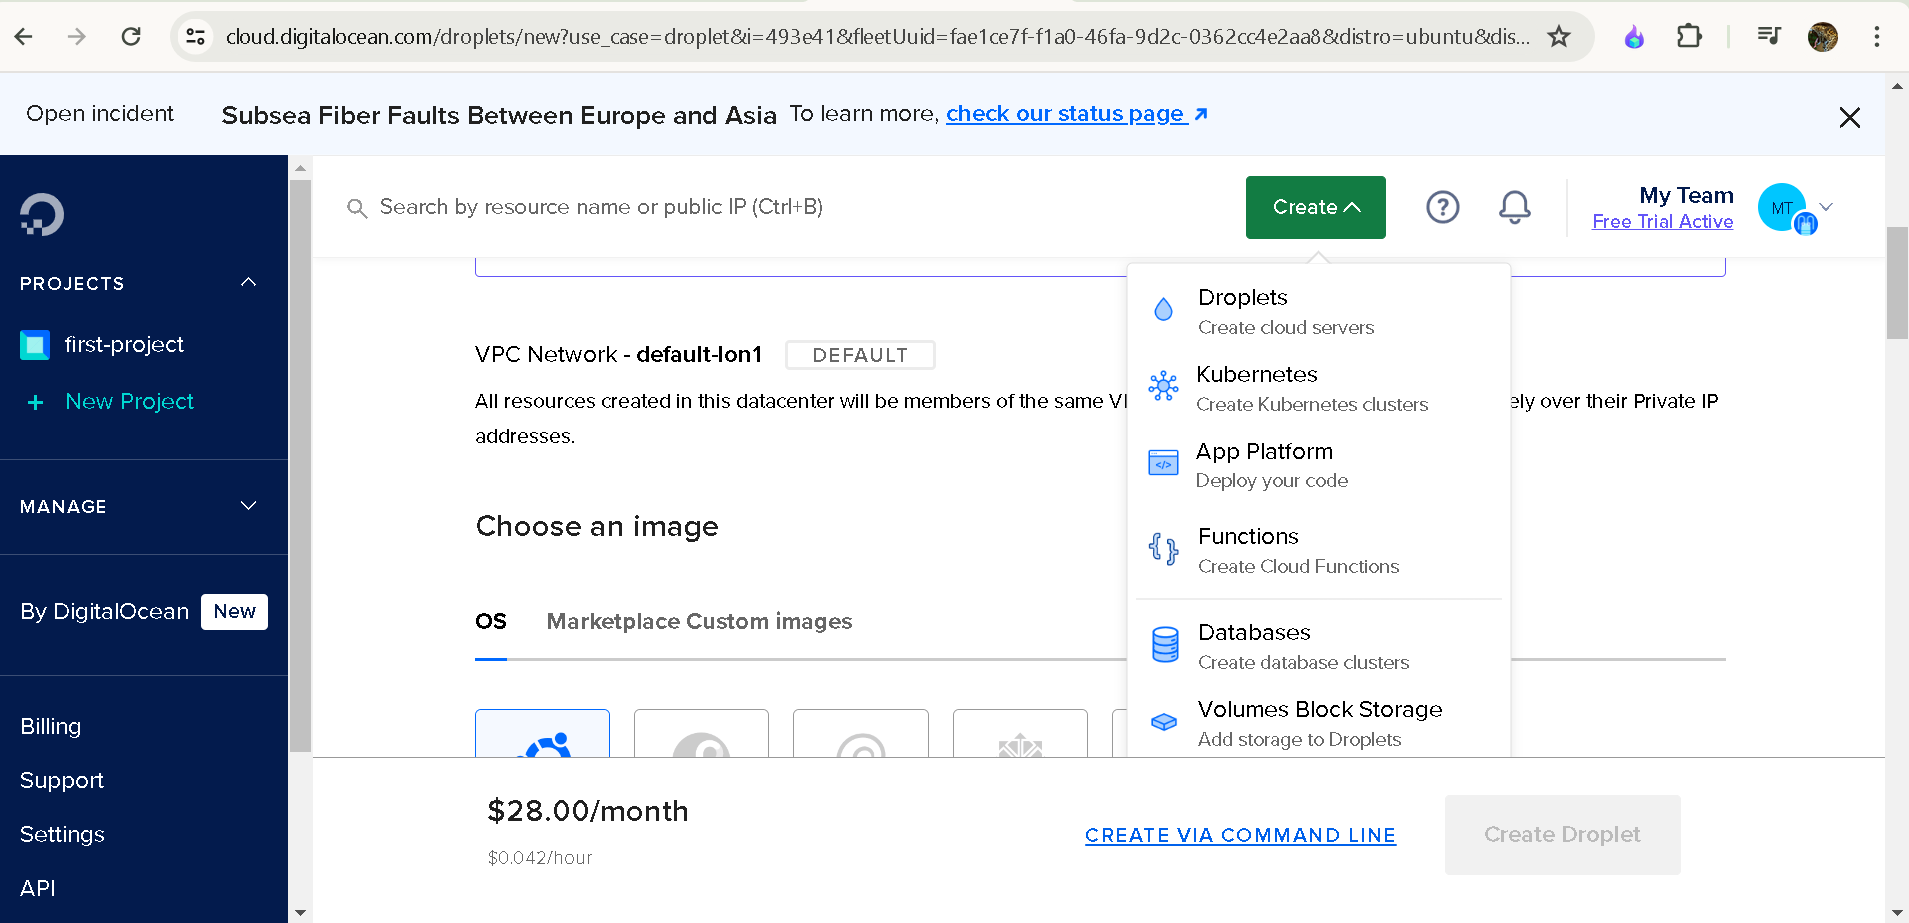 cloud.digitalocean.com/droplets/new?use_case=droplet&i=493e41&fleetUuid=fae1ce7f-f1a0-46fa-9d2c-0362cc4e2aa8&distro=ubuntu&dis...
Open incident Subsea Fiber Faults Between Europe and Asia To learn more, check our status page
Search by resource name or public IP (Ctrl+B)
Create
My Team
Free Trial Active
MT
PROJECTS
first-project
+ New Project
MANAGE
By DigitalOcean New
Billing
Support
Settings
API
VPC Network - default-lon1 DEFAULT
All resources created in this datacenter will be members of the same ely over their Private IP
addresses.
Choose an image
OS Marketplace Custom images
Droplets
Create cloud servers
Kubernetes
Create Kubernetes clusters
App Platform
Deploy your code
Functions
Create Cloud Functions
Databases
Create database clusters
Volumes Block Storage
Add storage to Droplets
$28.00/month
$0.042/hour
CREATE VIA COMMAND LINE
Create Droplet